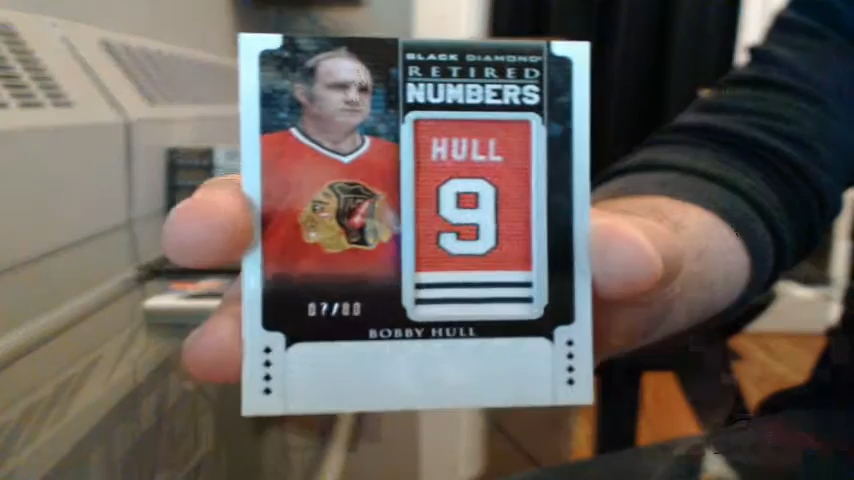 BLACK DIAMOND
RETIRED
NUMBERS
HULL
9
BOBBY HULL